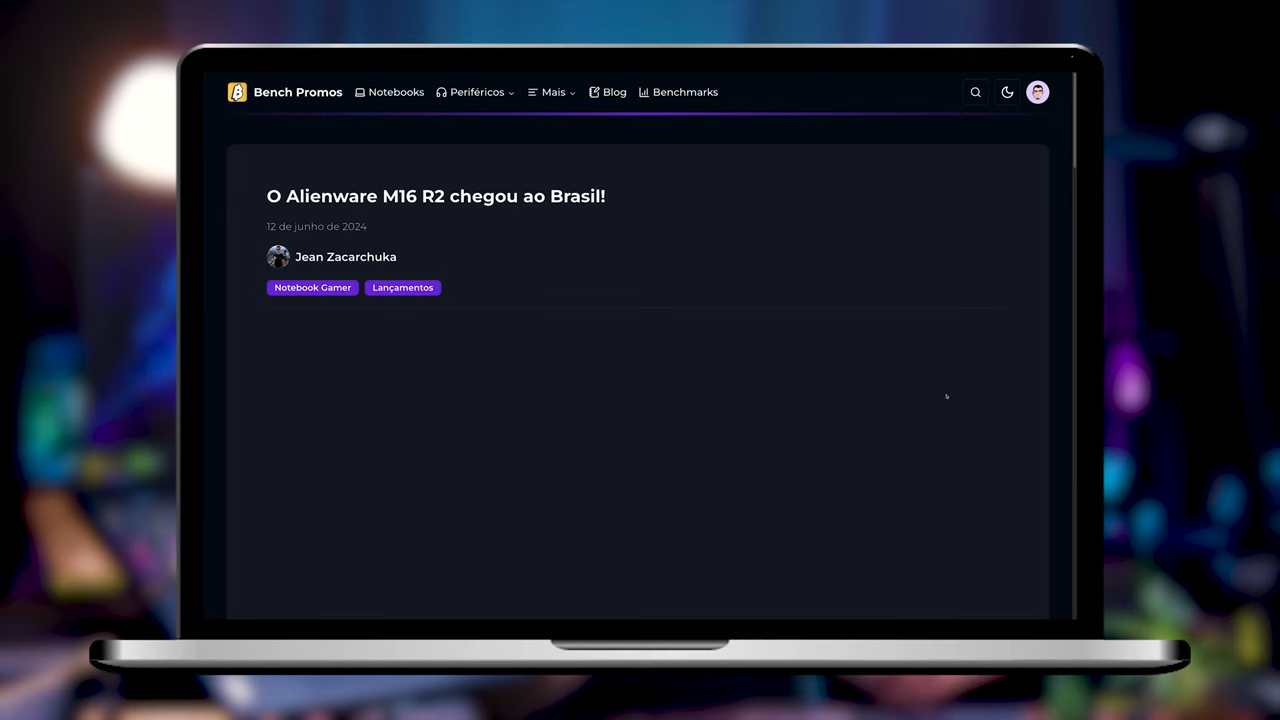 Bench Promos Notebooks Periféricos Mais Blog Benchmarks
O Alienware M16 R2 chegou ao Brasil!
12 de junho de 2024
Jean Zacarchuka
Notebook Gamer Lançamentos